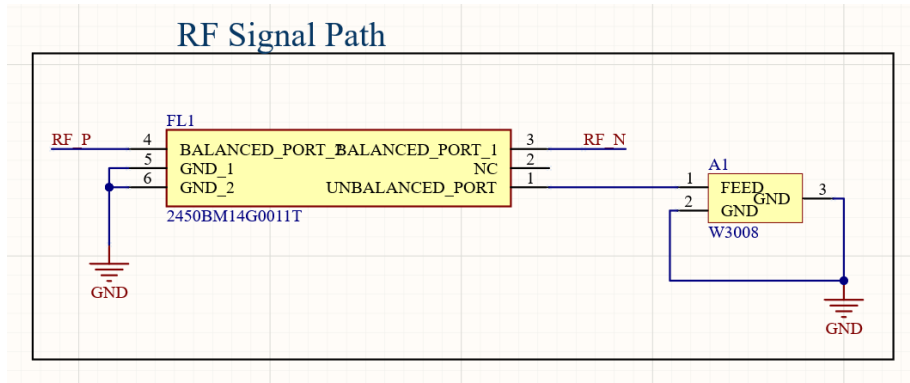 RF Signal Path
FL1
RF_P 4 BALANCED_PORT_2 BALANCED_PORT_1 3 RF_N
5 GND_1 NC 2
6 GND_2 UNBALANCED_PORT 1
2450BM14G0011T
A1
1 FEED
GND 3
2 GND
W3008
GND
GND